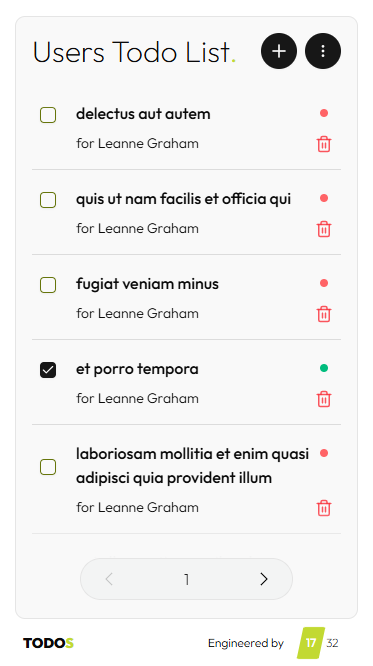 Users Todo List.
delectus aut autem
for Leanne Graham
quis ut nam facilis et officia qui
for Leanne Graham
fugiat veniam minus
for Leanne Graham
et porro tempora
for Leanne Graham
laboriosam mollitia et enim quasi
adipisci quia provident illum
for Leanne Graham
1
TODOS Engineered by 17 32